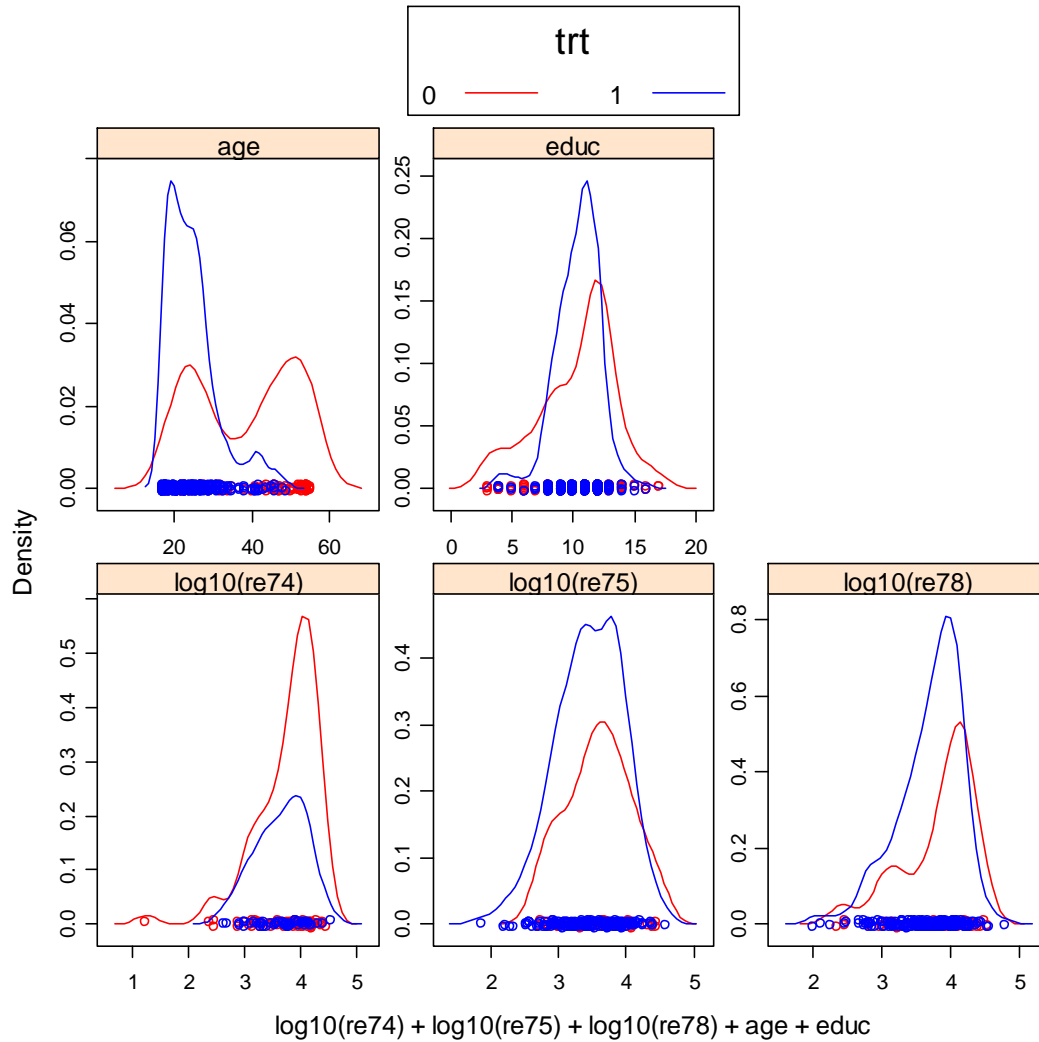 trt
0 1
age educ
0.00 0.02 0.04 0.06
0.00 0.05 0.10 0.15 0.20 0.25
20 40 60
0 5 10 15 20
Density
log10(re74) log10(re75) log10(re78)
0.0 0.1 0.2 0.3 0.4 0.5
0.0 0.1 0.2 0.3 0.4
0.0 0.2 0.4 0.6 0.8
1 2 3 4 5
2 3 4 5
2 3 4 5
log10(re74) + log10(re75) + log10(re78) + age + educ